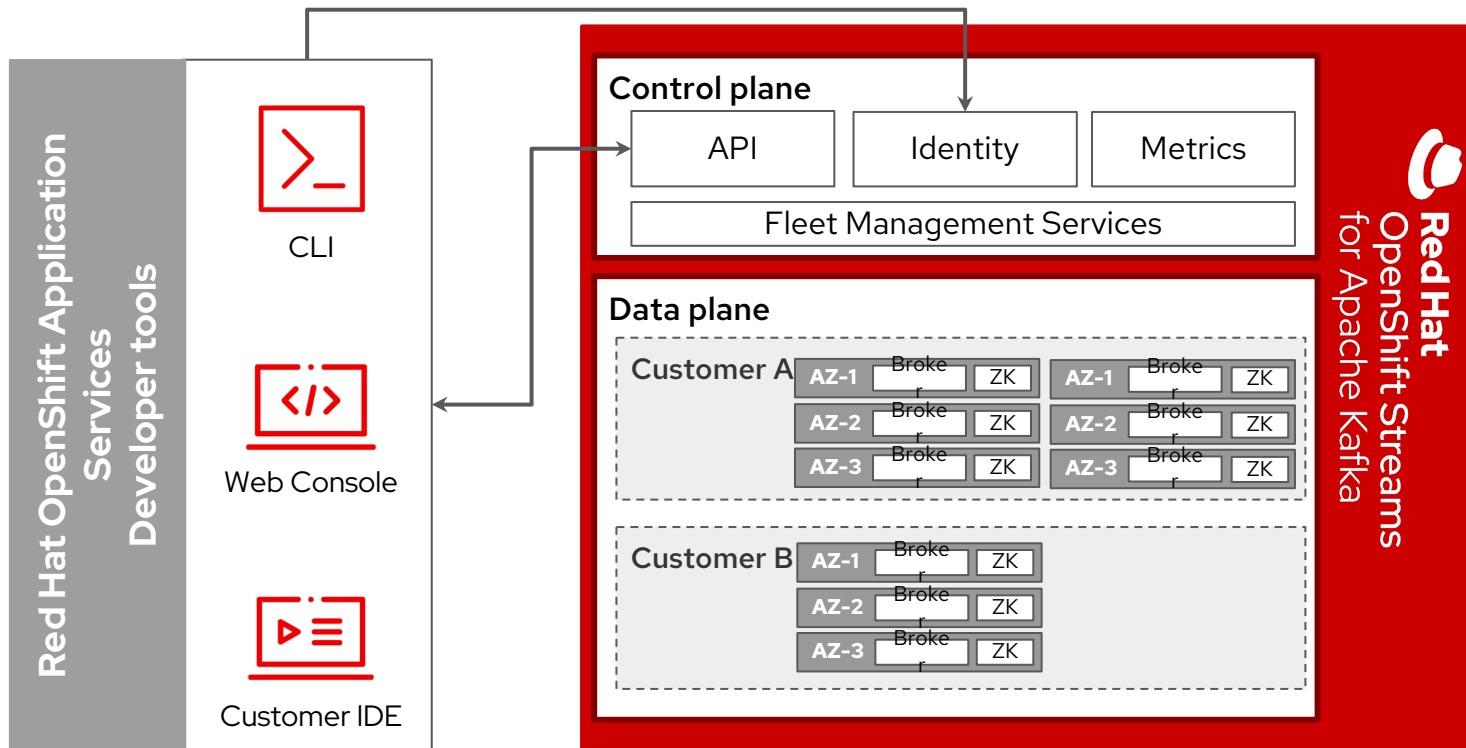 Red Hat OpenShift Application
Services
Developer tools
CLI
Web Console
Customer IDE
Control plane
API
Identity
Metrics
Fleet Management Services
Data plane
Customer A
AZ-1
Broke
r
ZK
AZ-1
Broke
r
ZK
AZ-2
Broke
r
ZK
AZ-2
Broke
r
ZK
AZ-3
Broke
r
ZK
AZ-3
Broke
r
ZK
Customer B
AZ-1
Broke
r
ZK
AZ-2
Broke
r
ZK
AZ-3
Broke
r
ZK
Red Hat
OpenShift Streams
for Apache Kafka